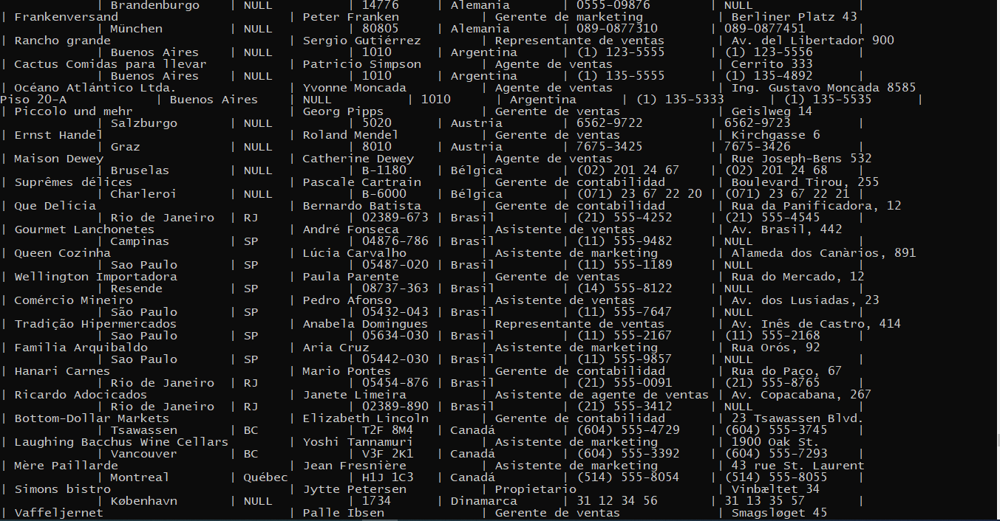 | Brandenburgo | NULL | 14776 | Alemania | 0555-09876 | NULL |
| Frankenversand | Peter Franken | Gerente de marketing | Berliner Platz 43
| München | NULL | 80805 | Alemania | 089-0877310 | 089-0877451 |
| Rancho grande | Sergio Gutiérrez | Representante de ventas | Av. del Libertador 900
| Buenos Aires | NULL | 1010 | Argentina | (1) 123-5555 | (1) 123-5556 |
| Cactus Comidas para llevar | Patricio Simpson | Agente de ventas | Cerrito 333
| Buenos Aires | NULL | 1010 | Argentina | (1) 135-5555 | (1) 135-4892 |
| Océano Atlántico Ltda. | Yvonne Moncada | Agente de ventas | Ing. Gustavo Moncada 8585
Piso 20-A | Buenos Aires | NULL | 1010 | Argentina | (1) 135-5333 | (1) 135-5535 |
| Piccolo und mehr | Georg Pipps | Gerente de ventas | Geislweg 14
| Salzburgo | NULL | 5020 | Austria | 6562-9722 | 6562-9723 |
| Ernst Handel | Roland Mendel | Gerente de ventas | Kirchgasse 6
| Graz | NULL | 8010 | Austria | 7675-3425 | 7675-3426 |
| Maison Dewey | Catherine Dewey | Agente de ventas | Rue Joseph-Bens 532
| Bruselas | NULL | B-1180 | Bélgica | (02) 201 24 67 | (02) 201 24 68 |
| Suprêmes délices | Pascale Cartrain | Gerente de contabilidad | Boulevard Tirou, 255
| Charleroi | NULL | B-6000 | Bélgica | (071) 23 67 22 20 | (071) 23 67 22 21 |
| Que Delícia | Bernardo Batista | Gerente de contabilidad | Rua da Panificadora, 12
| Rio de Janeiro | RJ | 02389-673 | Brasil | (21) 555-4252 | (21) 555-4545 |
| Gourmet Lanchonetes | André Fonseca | Asistente de ventas | Av. Brasil, 442
| Campinas | SP | 04876-786 | Brasil | (11) 555-9482 | NULL |
| Queen Cozinha | Lúcia Carvalho | Asistente de marketing | Alameda dos Canàrios, 891
| Sao Paulo | SP | 05487-020 | Brasil | (11) 555-1189 | NULL |
| Wellington Importadora | Paula Parente | Gerente de ventas | Rua do Mercado, 12
| Resende | SP | 08737-363 | Brasil | (14) 555-8122 | NULL |
| Comércio Mineiro | Pedro Afonso | Asistente de ventas | Av. dos Lusíadas, 23
| São Paulo | SP | 05432-043 | Brasil | (11) 555-7647 | NULL |
| Tradição Hipermercados | Anabela Domingues | Representante de ventas | Av. Inês de Castro, 414
| Sao Paulo | SP | 05634-030 | Brasil | (11) 555-2167 | (11) 555-2168 |
| Familia Arquibaldo | Aria Cruz | Asistente de marketing | Rua Orós, 92
| Sao Paulo | SP | 05442-030 | Brasil | (11) 555-9857 | NULL |
| Hanari Carnes | Mario Pontes | Gerente de contabilidad | Rua do Paço, 67
| Rio de Janeiro | RJ | 05454-876 | Brasil | (21) 555-0091 | (21) 555-8765 |
| Ricardo Adocicados | Janete Limeira | Asistente de agente de ventas | Av. Copacabana, 267
| Rio de Janeiro | RJ | 02389-890 | Brasil | (21) 555-3412 | NULL |
| Bottom-Dollar Markets | Elizabeth Lincoln | Gerente de contabilidad | 23 Tsawassen Blvd.
| Tsawassen | BC | T2F 8M4 | Canadá | (604) 555-4729 | (604) 555-3745 |
| Laughing Bacchus Wine Cellars | Yoshi Tannamuri | Asistente de marketing | 1900 Oak St.
| Vancouver | BC | V3F 2K1 | Canadá | (604) 555-3392 | (604) 555-7293 |
| Mère Paillarde | Jean Fresnière | Asistente de marketing | 43 rue St. Laurent
| Montreal | Québec | H1J 1C3 | Canadá | (514) 555-8054 | (514) 555-8055 |
| Simons bistro | Jytte Petersen | Propietario | Vinbæltet 34
| København | NULL | 1734 | Dinamarca | 31 12 34 56 | 31 13 35 57 |
| Vaffeljernet | Palle Ibsen | Gerente de ventas | Smagsløget 45